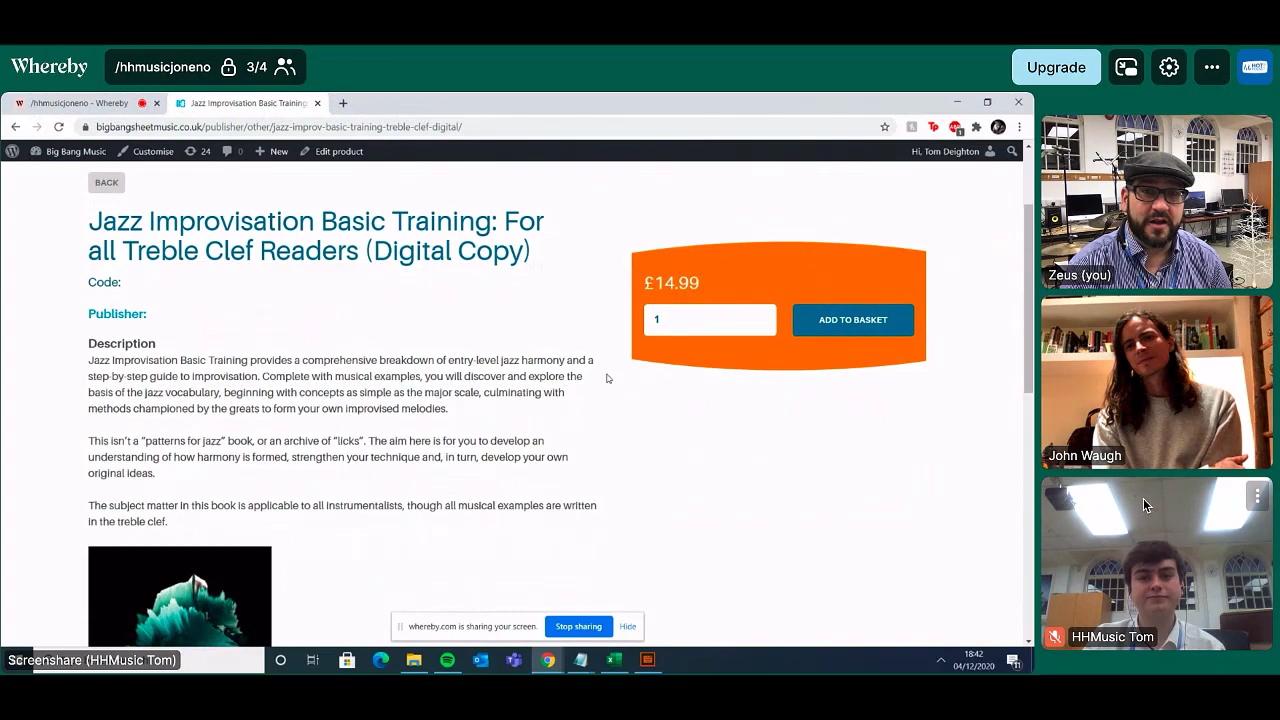 Whereby
/hhmusicjoneno
3/4
Upgrade
/hhmusicjoneno - Whereby
Jazz Improvisation Basic Training:
bigbangsheetmusic.co.uk/publisher/other/jazz-improv-basic-training-treble-clef-digital/
Big Bang Music
Customise
24
0
New
Edit product
Hi, Tom Deighton
BACK
Jazz Improvisation Basic Training: For
all Treble Clef Readers (Digital Copy)
Code:
Publisher:
Description
Jazz Improvisation Basic Training provides a comprehensive breakdown of entry-level jazz harmony and a
step-by-step guide to improvisation. Complete with musical examples, you will discover and explore the
basis of the jazz vocabulary, beginning with concepts as simple as the major scale, culminating with
methods championed by the greats to form your own improvised melodies.
This isn't a "patterns for jazz" book, or an archive of "licks". The aim here is for you to develop an
understanding of how harmony is formed, strengthen your technique and, in turn, develop your own
original ideas.
The subject matter in this book is applicable to all instrumentalists, though all musical examples are written
in the treble clef.
£14.99
1
ADD TO BASKET
whereby.com is sharing your screen.
Stop sharing
Hide
Screenshare (HHMusic Tom)
18:42
04/12/2020
Zeus (you)
John Waugh
HHMusic Tom